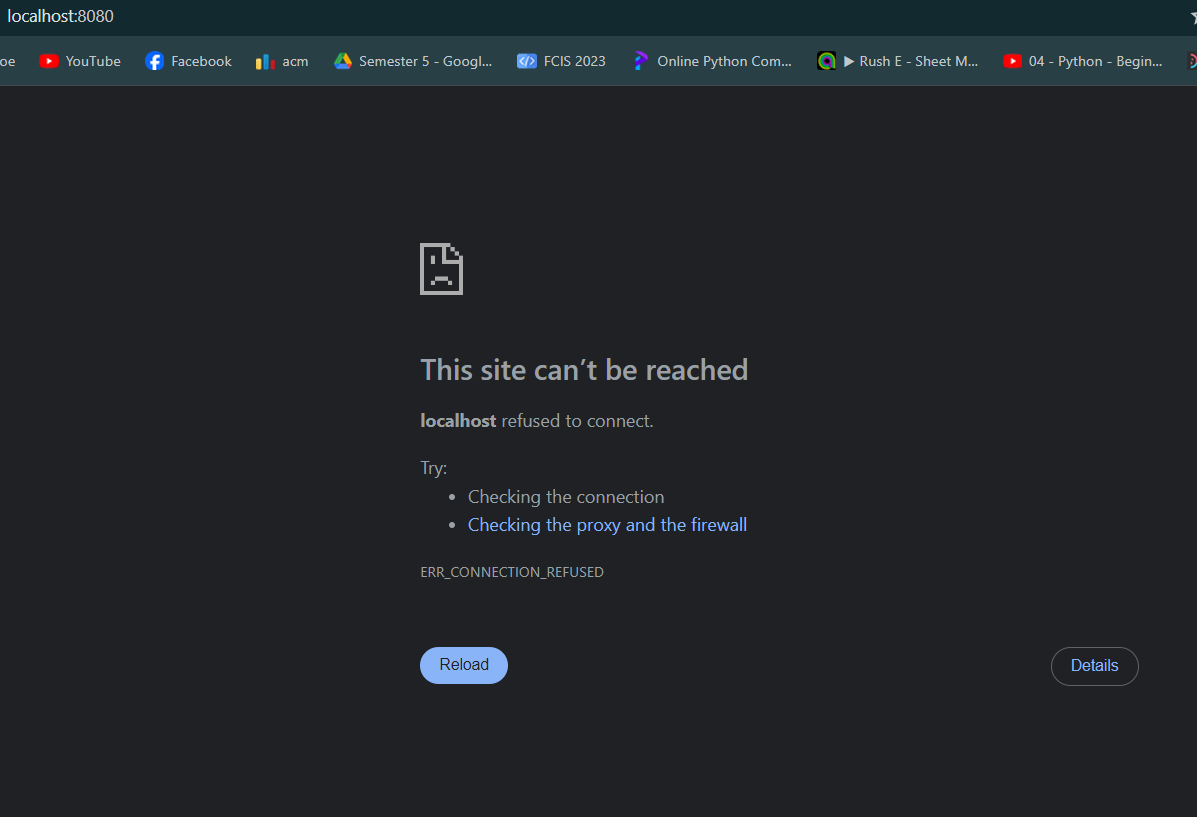 localhost:8080
oe YouTube Facebook acm Semester 5 - Googl... FCIS 2023 Online Python Com... ▶ Rush E - Sheet M... 04 - Python - Begin...
This site can’t be reached
localhost refused to connect.
Try:
• Checking the connection
• Checking the proxy and the firewall
ERR_CONNECTION_REFUSED
Reload Details